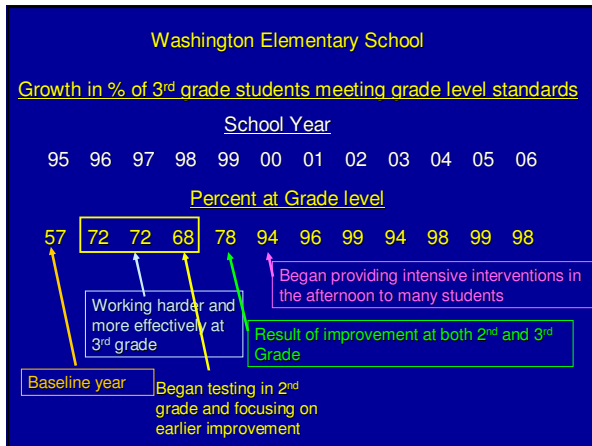 Washington Elementary School
Growth in % of 3rd grade students meeting grade level standards
School Year
95 96 97 98 99 00 01 02 03 04 05 06
Percent at Grade level
57 72 72 68 78 94 96 99 94 98 99 98
Began providing intensive interventions in
the afternoon to many students
Working harder and
more effectively at
3rd grade
Result of improvement at both 2nd and 3rd
Grade
Baseline year
Began testing in 2nd
grade and focusing on
earlier improvement